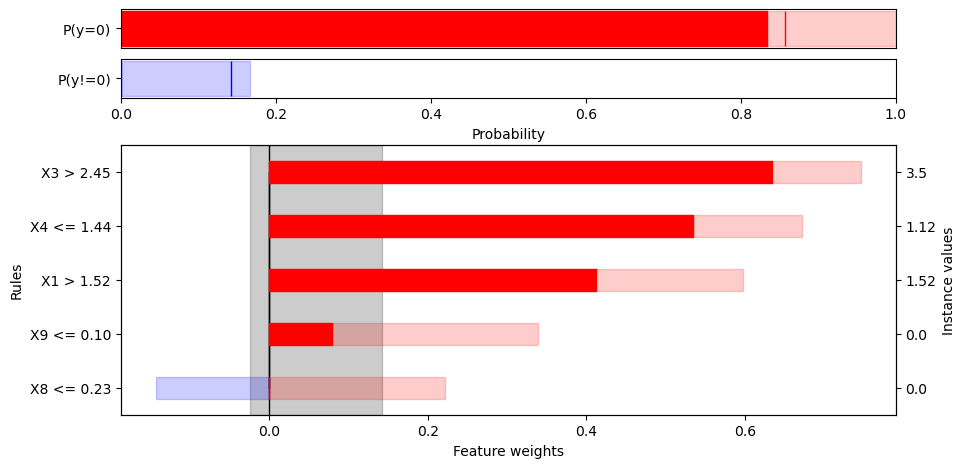 P(y=0)
P(y!=0)
0.0 0.2 0.4 0.6 0.8 1.0
Probability
X3 > 2.45 3.5
X4 <= 1.44 1.12
X1 > 1.52 1.52
X9 <= 0.10 0.0
X8 <= 0.23 0.0
Rules
Instance values
0.0 0.2 0.4 0.6
Feature weights